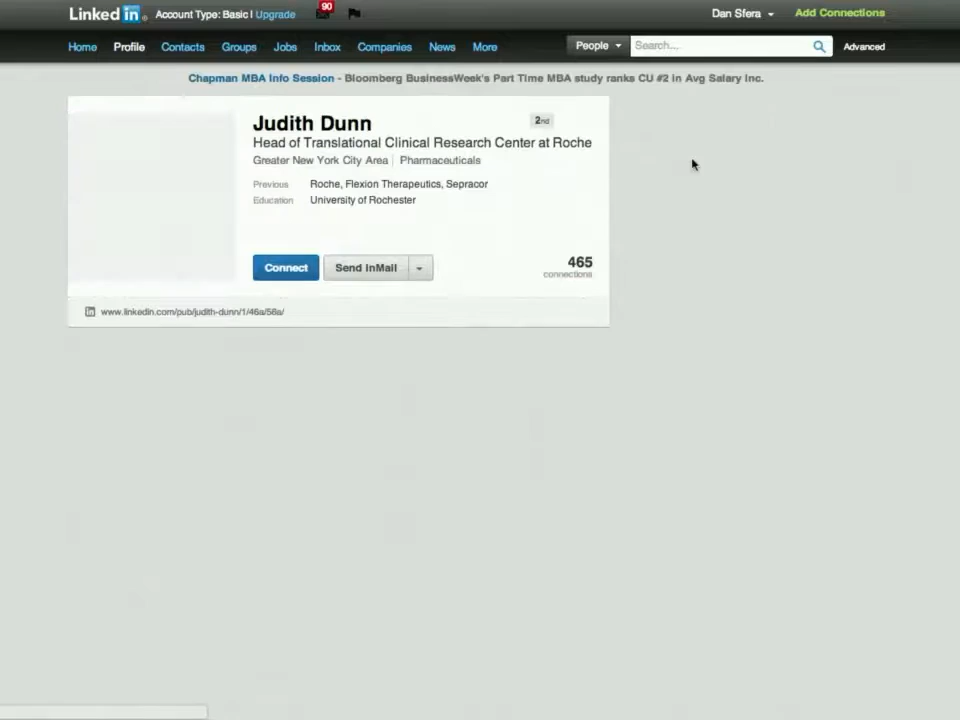 Linked in Account Type: Basic | Upgrade 90 Dan Sfera Add Connections
Home Profile Contacts Groups Jobs Inbox Companies News More People Search... Advanced
Chapman MBA Info Session - Bloomberg BusinessWeek's Part Time MBA study ranks CU #2 in Avg Salary Inc.
Judith Dunn 2nd
Head of Translational Clinical Research Center at Roche
Greater New York City Area | Pharmaceuticals
Previous Roche, Flexion Therapeutics, Sepracor
Education University of Rochester
Connect Send InMail 465
connections
in www.linkedin.com/pub/judith-dunn/1/46a/56a/